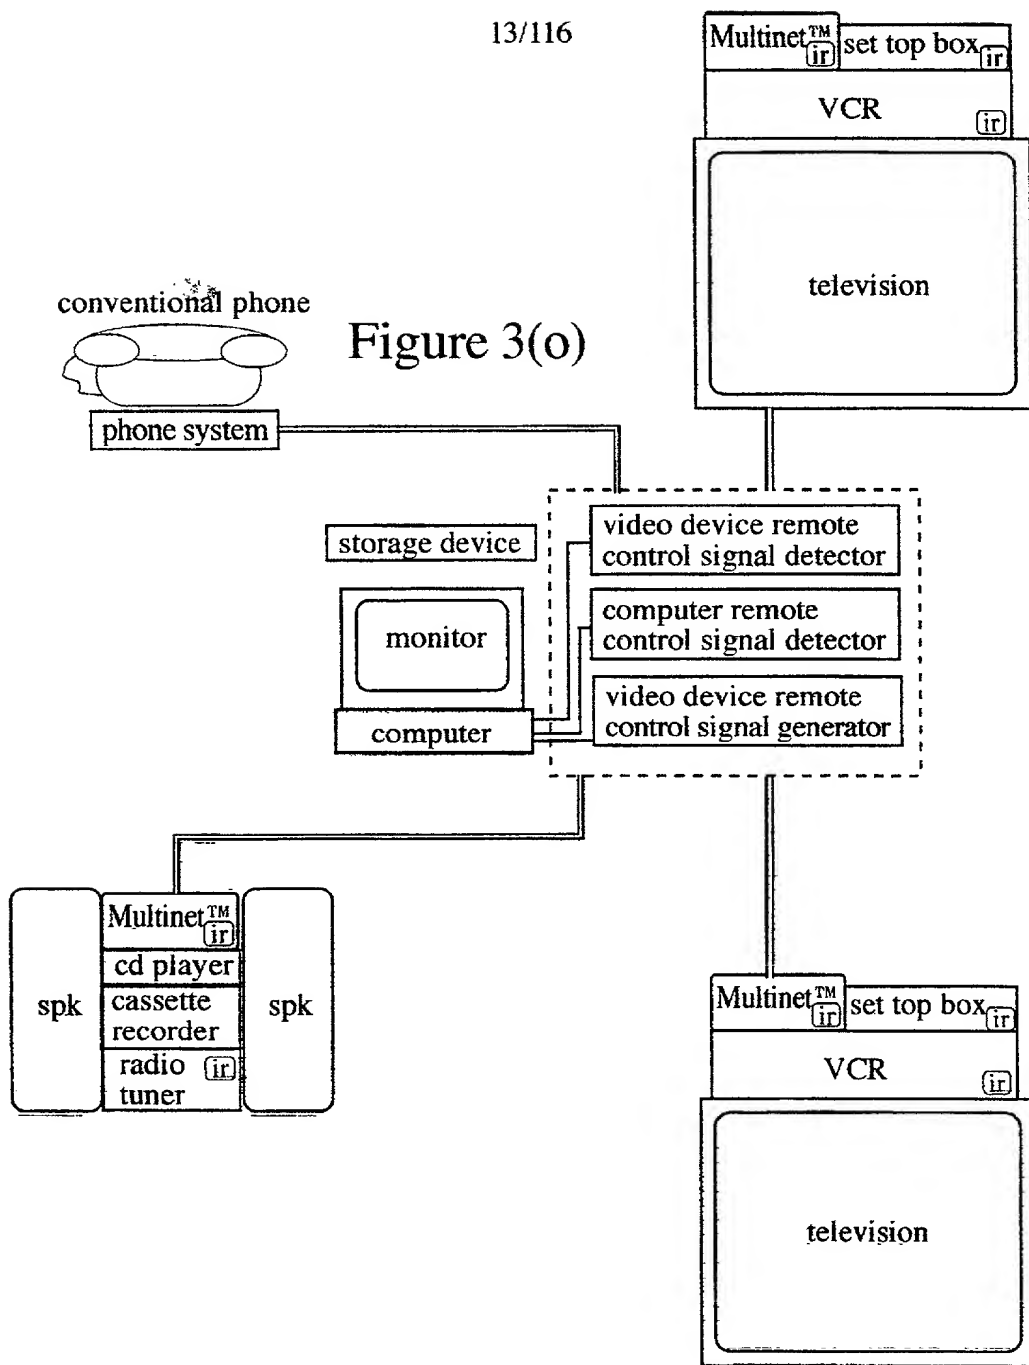 13/116
Multinet™
ir
set top box
ir
VCR
ir
television
conventional phone
Figure 3(o)
phone system
storage device
video device remote
control signal detector
monitor
computer remote
control signal detector
computer
video device remote
control signal generator
Multinet™
ir
cd player
spk
cassette
recorder
spk
radio
ir
tuner
Multinet™
ir
set top box
ir
VCR
ir
television